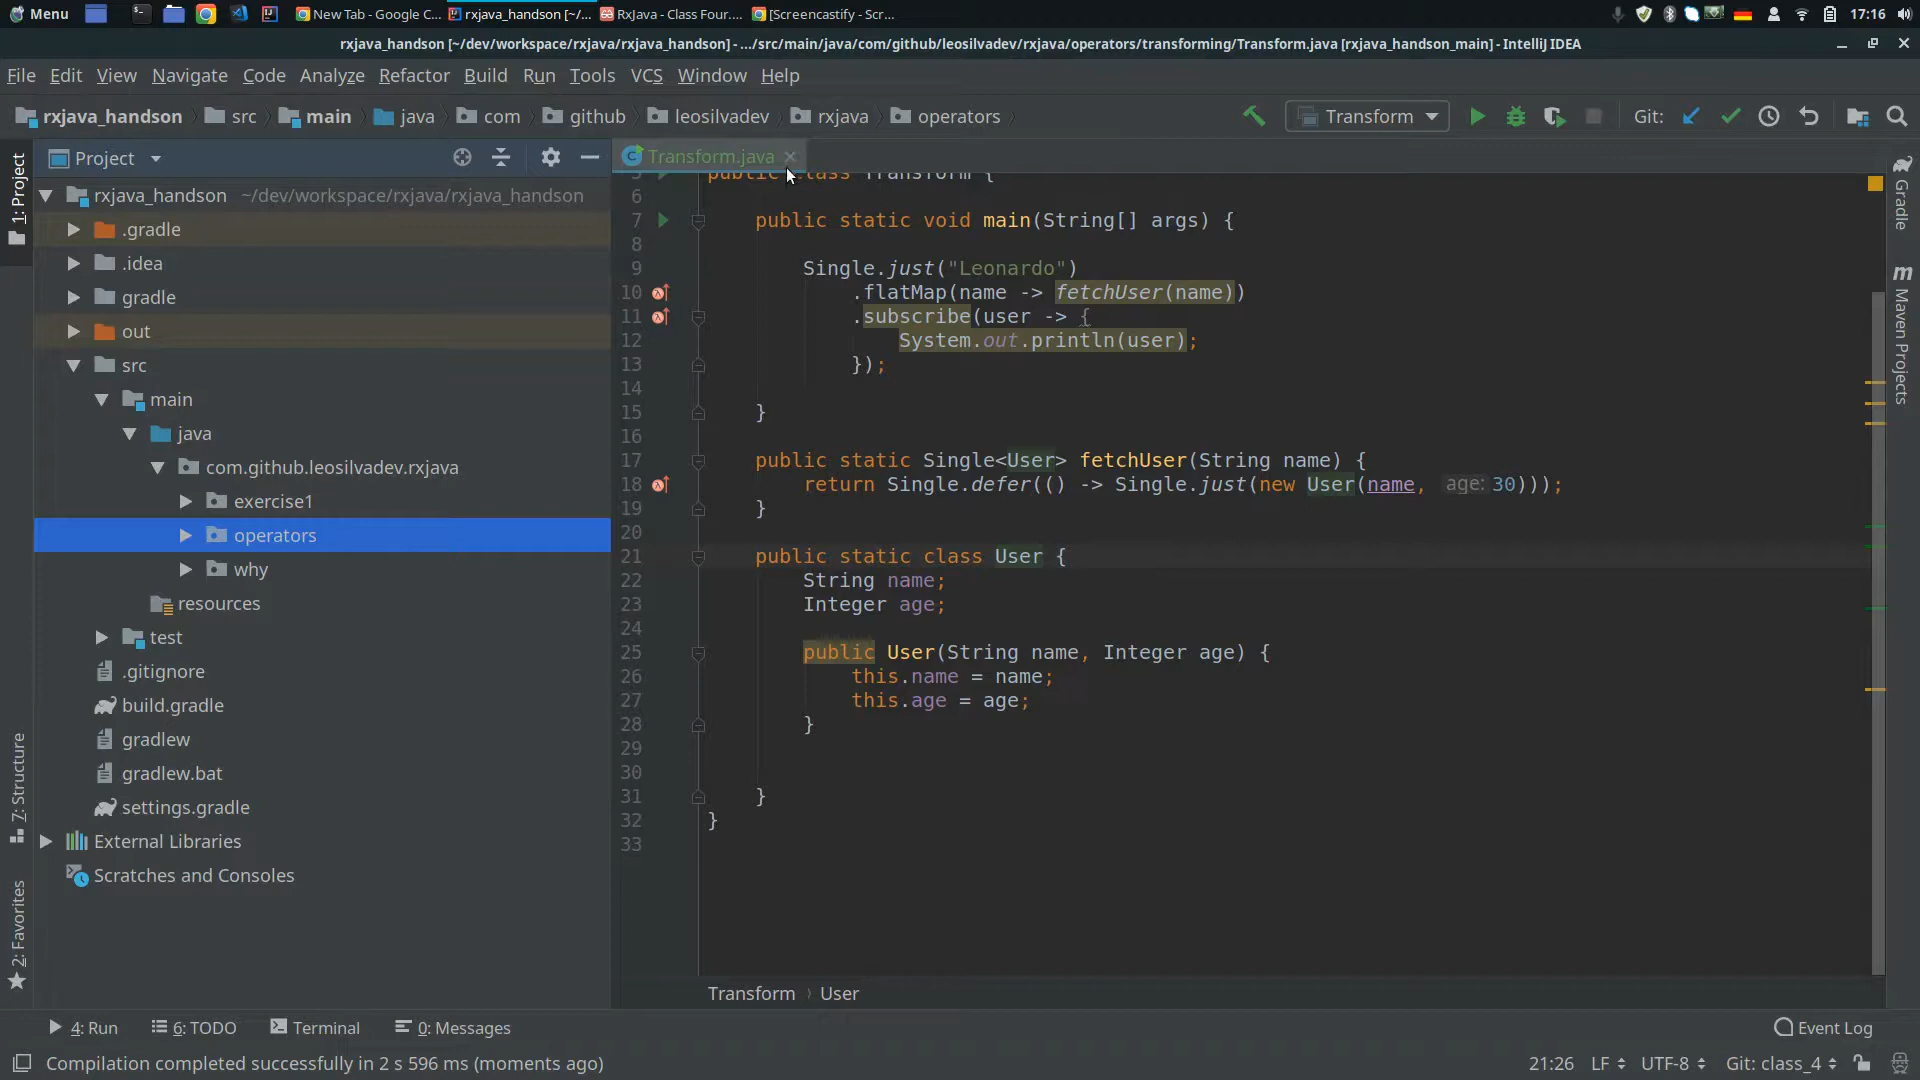 Menu New Tab - Google C... rxjava_handson [~/... RxJava - Class Four.... [Screencastify - Scr... 17:16
rxjava_handson [~/dev/workspace/rxjava/rxjava_handson] - .../src/main/java/com/github/leosilvadev/rxjava/operators/transforming/Transform.java [rxjava_handson_main] - IntelliJ IDEA
File Edit View Navigate Code Analyze Refactor Build Run Tools VCS Window Help
rxjava_handson src main java com github leosilvadev rxjava operators Transform Git:
1: Project
7: Structure
2: Favorites
Project
rxjava_handson ~/dev/workspace/rxjava/rxjava_handson
.gradle
.idea
gradle
out
src
main
java
com.github.leosilvadev.rxjava
exercise1
operators
why
resources
test
.gitignore
build.gradle
gradlew
gradlew.bat
settings.gradle
External Libraries
Scratches and Consoles
Transform.java
5 public class Transform {
6
7 public static void main(String[] args) {
8
9 Single.just("Leonardo")
10 .flatMap(name -> fetchUser(name))
11 .subscribe(user -> {
12 System.out.println(user);
13 });
14
15 }
16
17 public static Single<User> fetchUser(String name) {
18 return Single.defer(() -> Single.just(new User(name, age: 30)));
19 }
20
21 public static class User {
22 String name;
23 Integer age;
24
25 public User(String name, Integer age) {
26 this.name = name;
27 this.age = age;
28 }
29
30
31 }
32 }
33
Transform User
Gradle
m Maven Projects
4: Run 6: TODO Terminal 0: Messages Event Log
Compilation completed successfully in 2 s 596 ms (moments ago) 21:26 LF UTF-8 Git: class_4